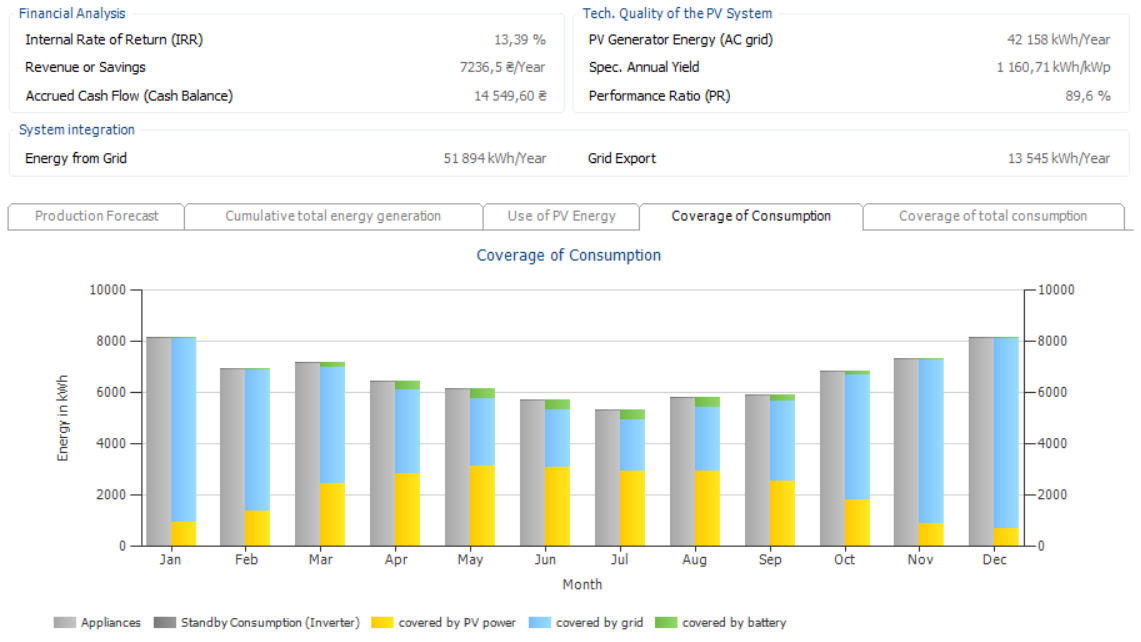 Financial Analysis
Internal Rate of Return (IRR) 13,39 %
Revenue or Savings 7236,5 ₴/Year
Accrued Cash Flow (Cash Balance) 14 549,60 ₴
Tech. Quality of the PV System
PV Generator Energy (AC grid) 42 158 kWh/Year
Spec. Annual Yield 1 160,71 kWh/kWp
Performance Ratio (PR) 89,6 %
System integration
Energy from Grid 51 894 kWh/Year Grid Export 13 545 kWh/Year
Production Forecast Cumulative total energy generation Use of PV Energy Coverage of Consumption Coverage of total consumption
Coverage of Consumption
10000 10000
8000 8000
6000 6000
4000 4000
2000 2000
0 0
Energy in kWh
Jan Feb Mar Apr May Jun Jul Aug Sep Oct Nov Dec
Month
Appliances Standby Consumption (Inverter) covered by PV power covered by grid covered by battery